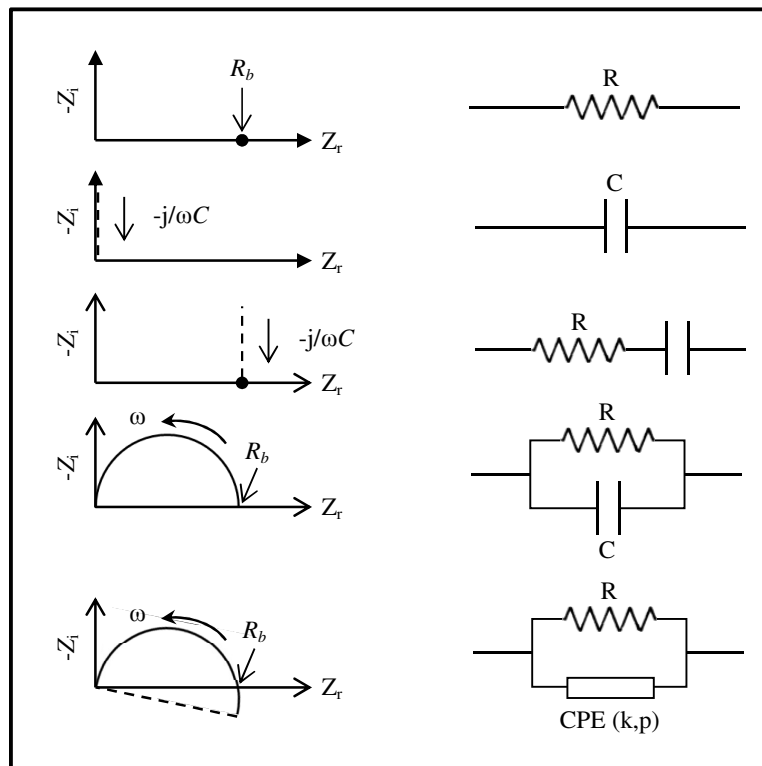 R_b
-Z_i
Z_r
R
-Z_i
-j/ωC
Z_r
C
-Z_i
-j/ωC
Z_r
R
ω
R_b
-Z_i
Z_r
R
C
ω
R_b
-Z_i
Z_r
R
CPE (k,p)